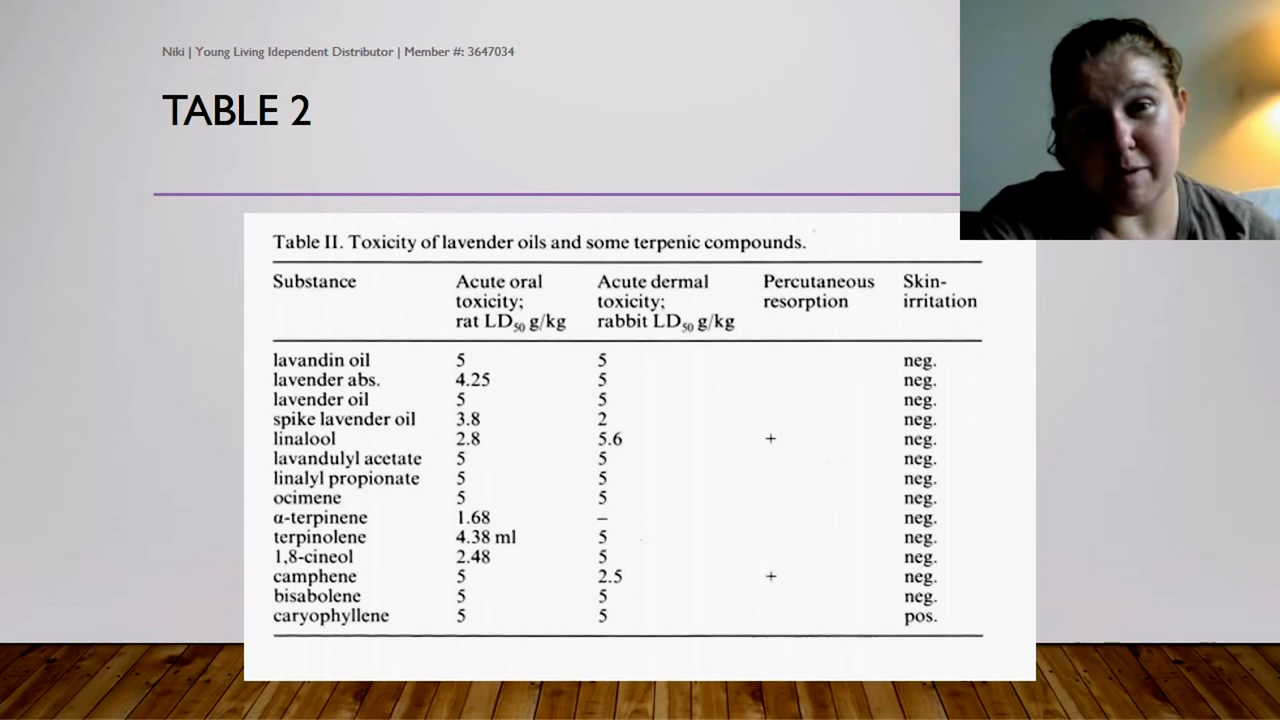 Niki | Young Living Idependent Distributor | Member #: 3647034
TABLE 2
Table II. Toxicity of lavender oils and some terpenic compounds.
Substance Acute oral toxicity; rat LD50 g/kg Acute dermal toxicity; rabbit LD50 g/kg Percutaneous resorption Skin-irritation
lavandin oil 5 5 neg.
lavender abs. 4.25 5 neg.
lavender oil 5 5 neg.
spike lavender oil 3.8 2 neg.
linalool 2.8 5.6 + neg.
lavandulyl acetate 5 5 neg.
linalyl propionate 5 5 neg.
ocimene 5 5 neg.
α-terpinene 1.68 – neg.
terpinolene 4.38 ml 5 neg.
1,8-cineol 2.48 5 neg.
camphene 5 2.5 + neg.
bisabolene 5 5 neg.
caryophyllene 5 5 pos.